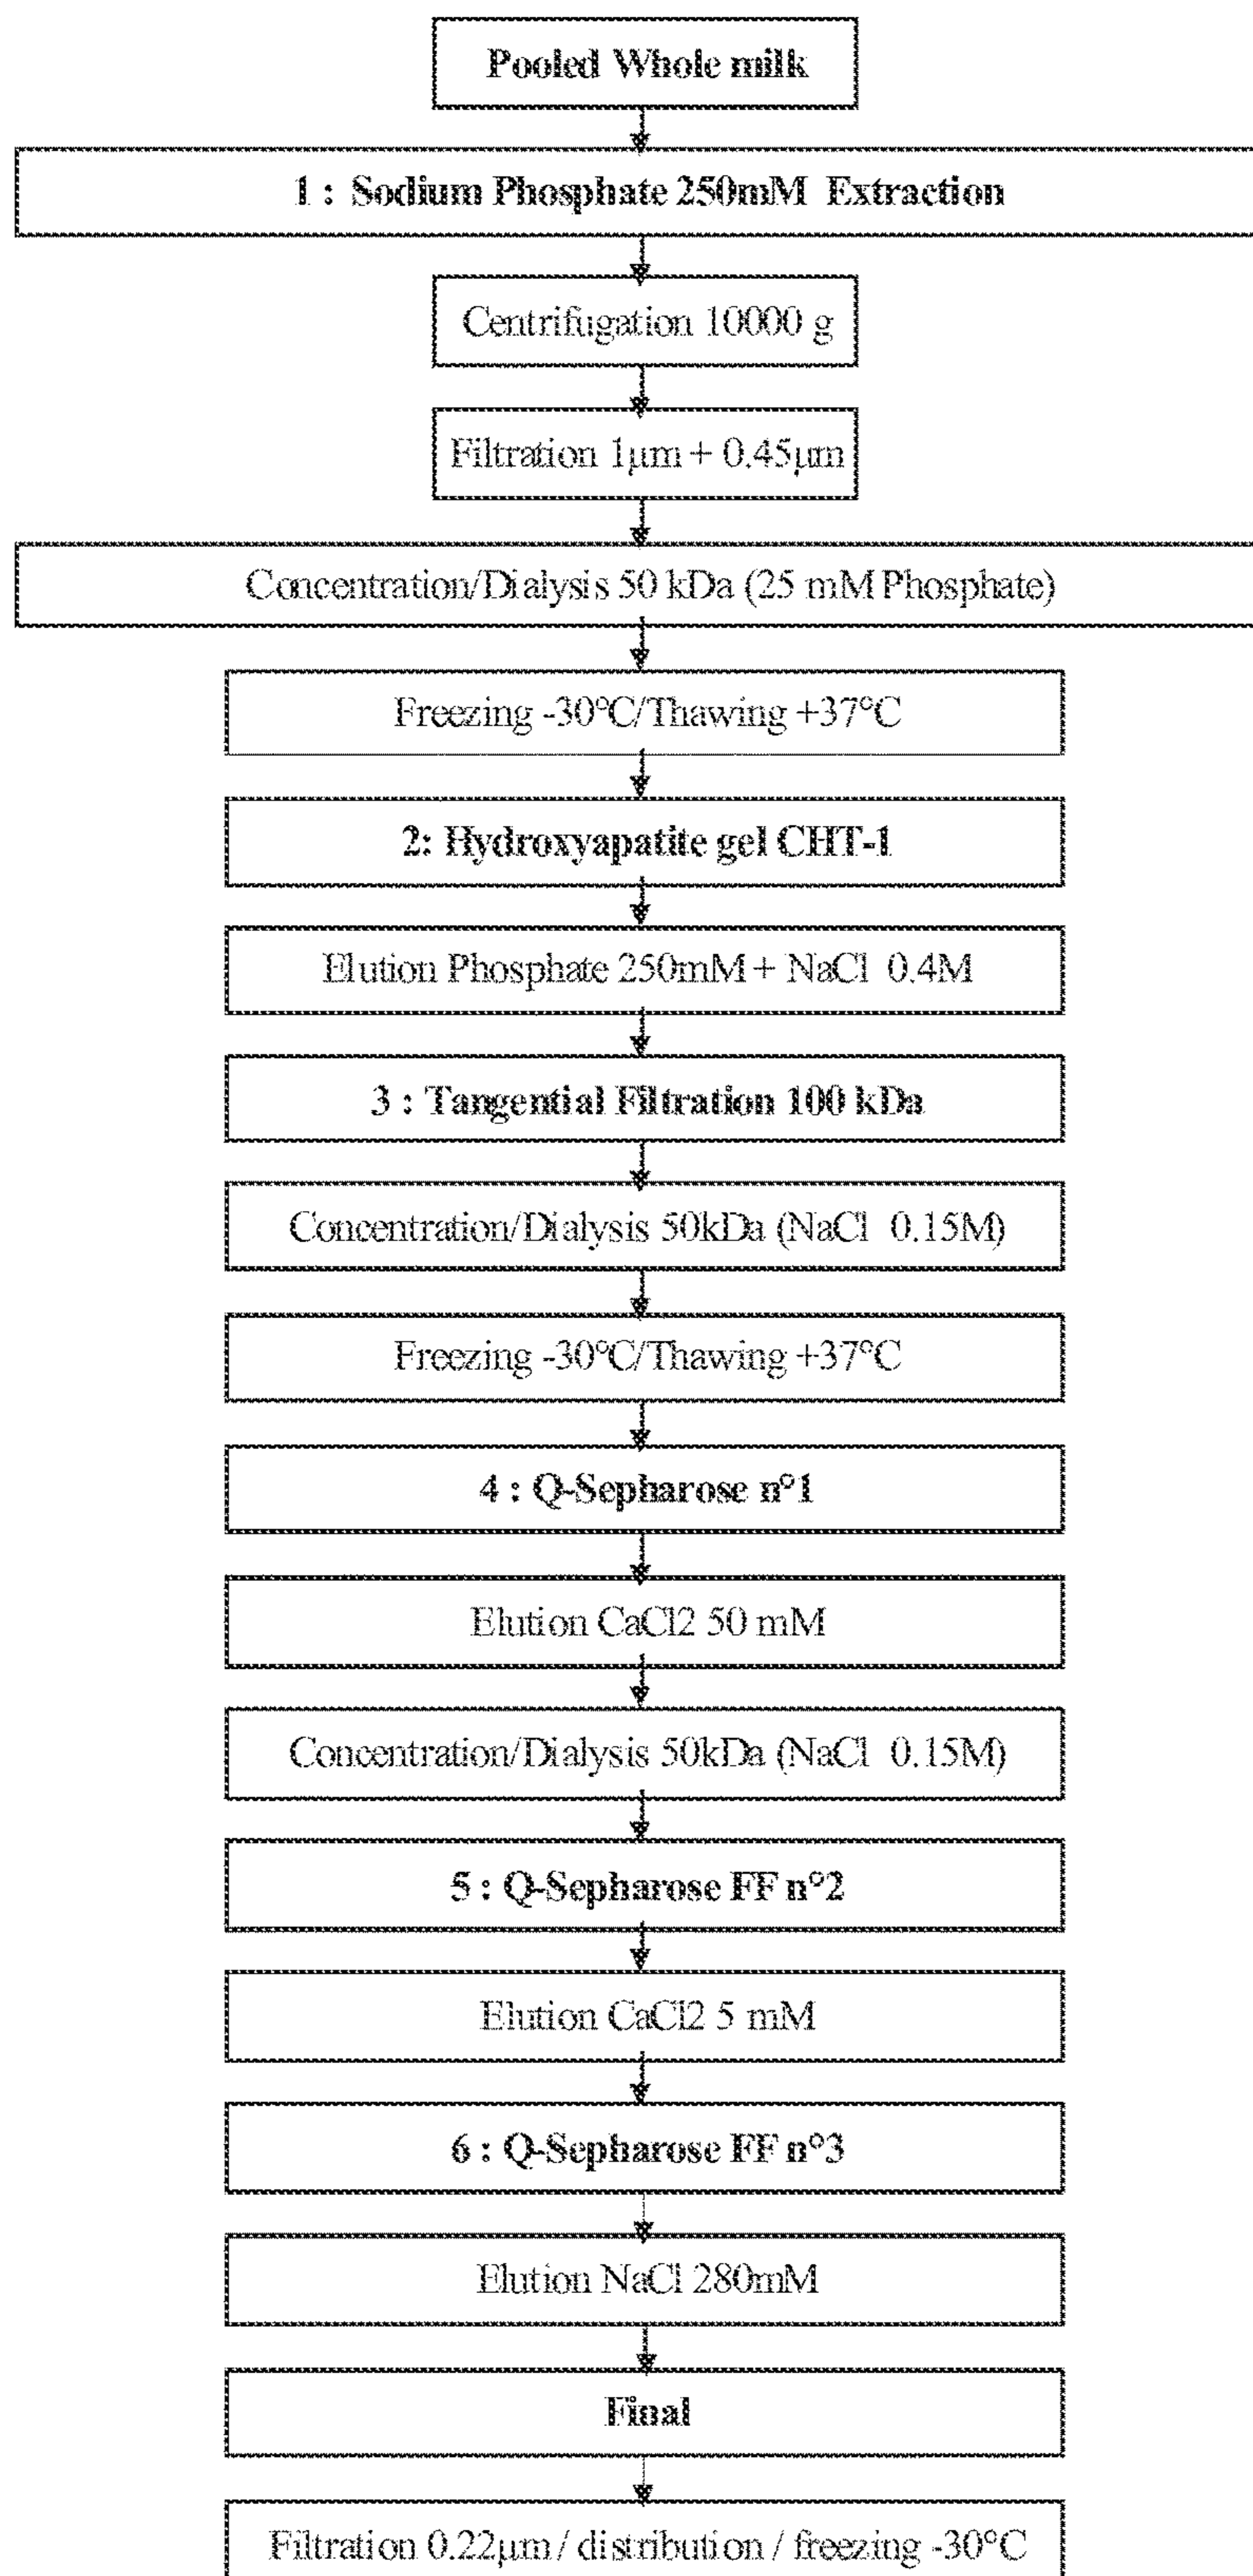 Pooled Whole milk
1 : Sodium Phosphate 250mM Extraction
Centrifugation 10000 g
Filtration 1µm + 0.45µm
Concentration/Dialysis 50 kDa (25 mM Phosphate)
Freezing -30°C/Thawing +37°C
2: Hydroxyapatite gel CHT-1
Elution Phosphate 250mM + NaCl 0.4M
3 : Tangential Filtration 100 kDa
Concentration/Dialysis 50kDa (NaCl 0.15M)
Freezing -30°C/Thawing +37°C
4 : Q-Sepharose n°1
Elution CaCl2 50 mM
Concentration/Dialysis 50kDa (NaCl 0.15M)
5 : Q-Sepharose FF n°2
Elution CaCl2 5 mM
6 : Q-Sepharose FF n°3
Elution NaCl 280mM
Final
Filtration 0.22µm / distribution / freezing -30°C